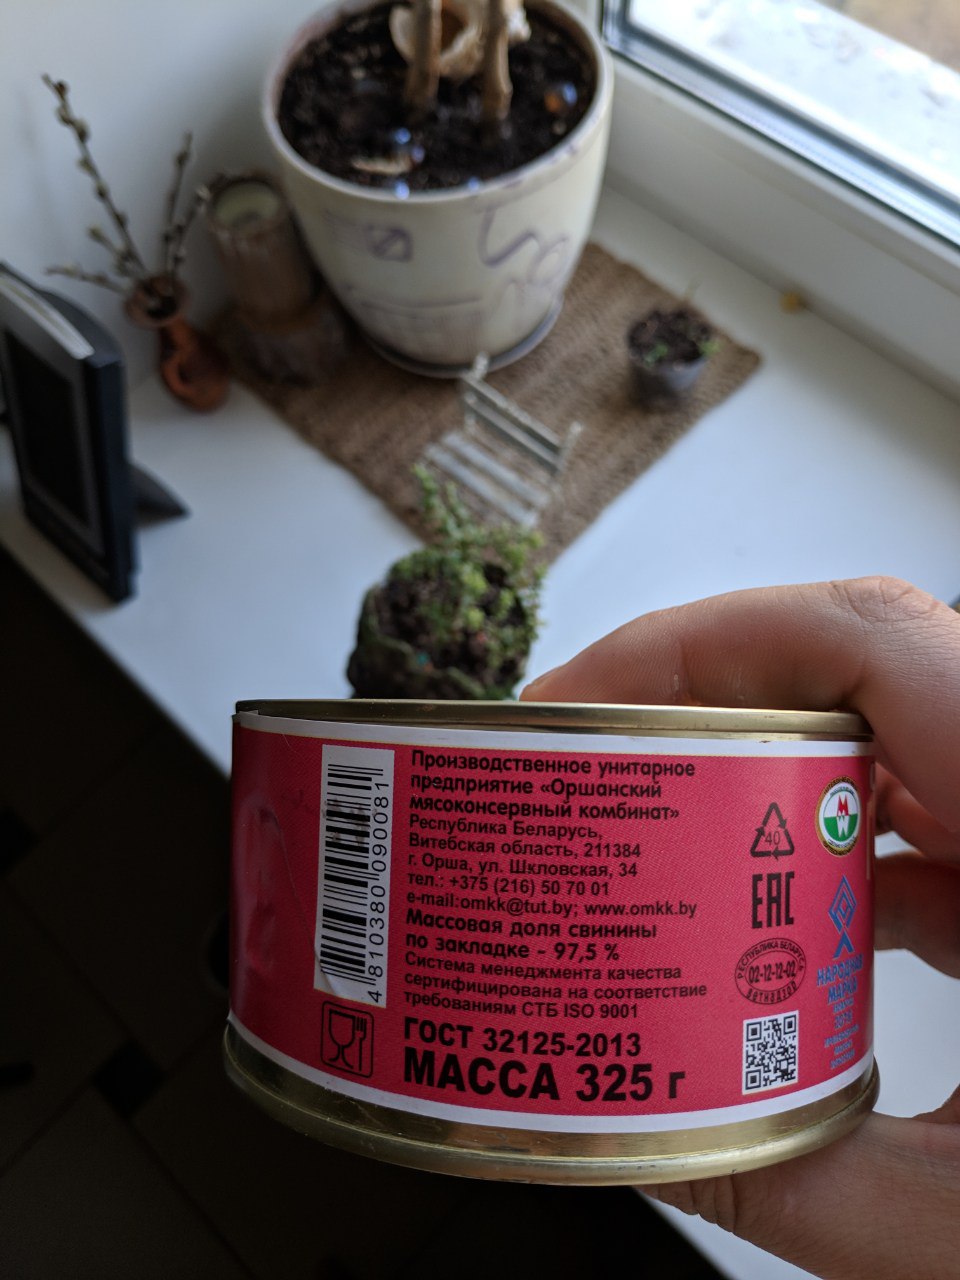 Производственное унитарное
предприятие «Оршанский
мясоконсервный комбинат»
Республика Беларусь,
Витебская область, 211384
г. Орша, ул. Шкловская, 34
тел.: +375 (216) 50 70 01
e-mail:omkk@tut.by; www.omkk.by
Массовая доля свинины
по закладке - 97,5 %
Система менеджмента качества
сертифицирована на соответствие
требованиям СТБ ISO 9001
ГОСТ 32125-2013
МАССА 325 г
4 810380 090081
40
EAC
РЕСПУБЛИКА БЕЛАРУСЬ
02-12-12-02
Ветнадзор
НАРОДНАЯ
МАРКА